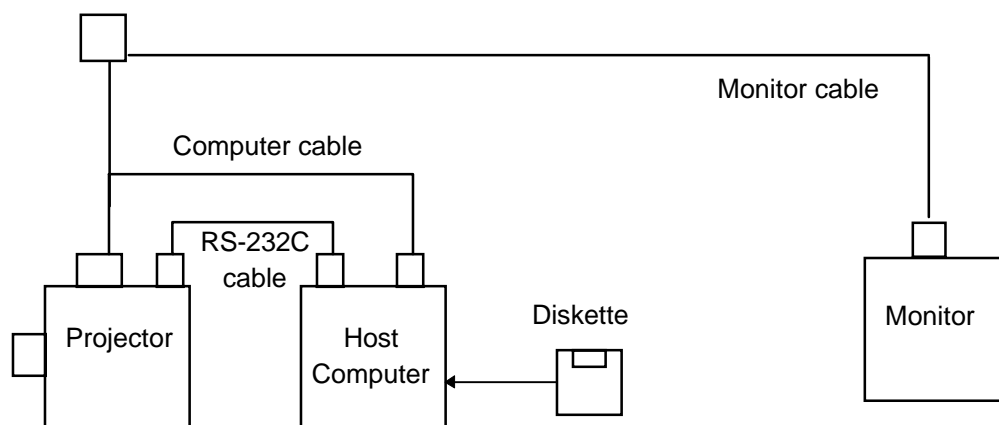 Monitor cable
Computer cable
RS-232C
cable
Diskette
Projector
Host
Computer
Monitor